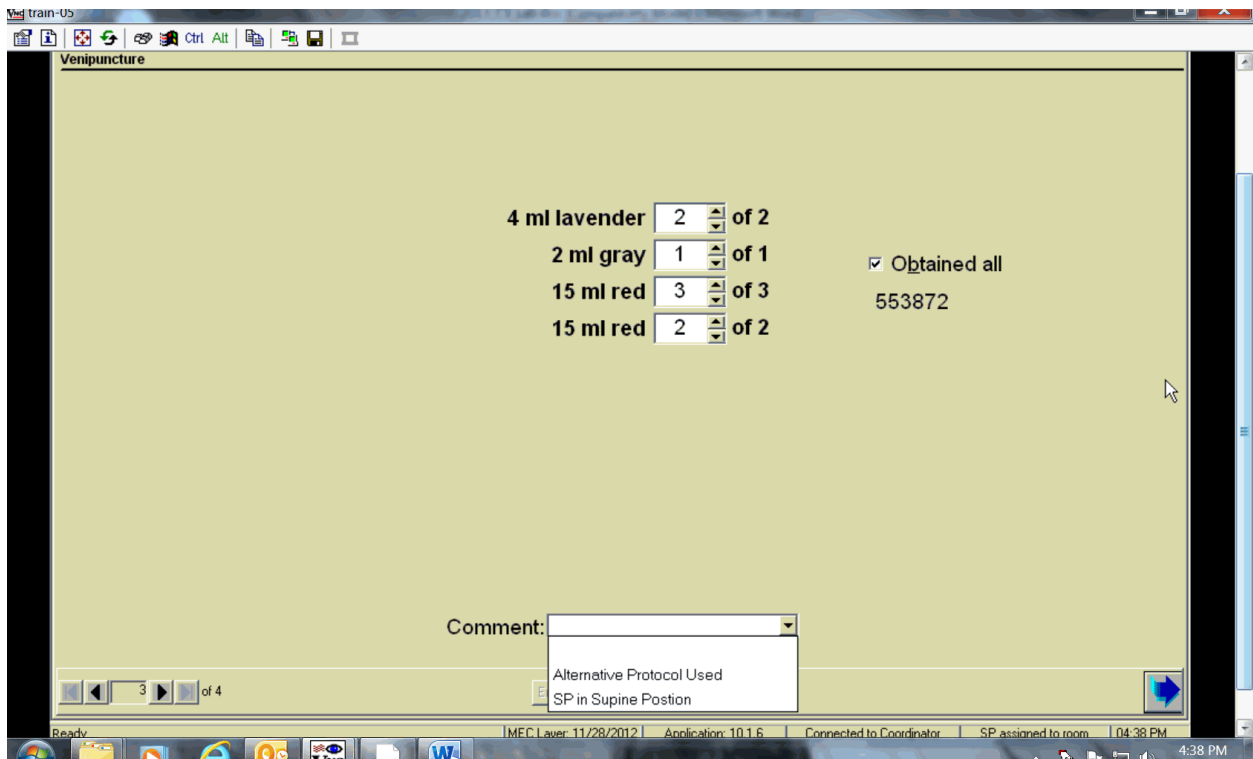 train-05
Ctrl Alt
Venipuncture
4 ml lavender 2 of 2
2 ml gray 1 of 1
15 ml red 3 of 3
15 ml red 2 of 2
Obtained all
553872
Comment:
Alternative Protocol Used
SP in Supine Postion
3 of 4
Ready MEC Layer: 11/28/2012 Application: 10.1.6 Connected to Coordinator SP assigned to room 04:38 PM
4:38 PM